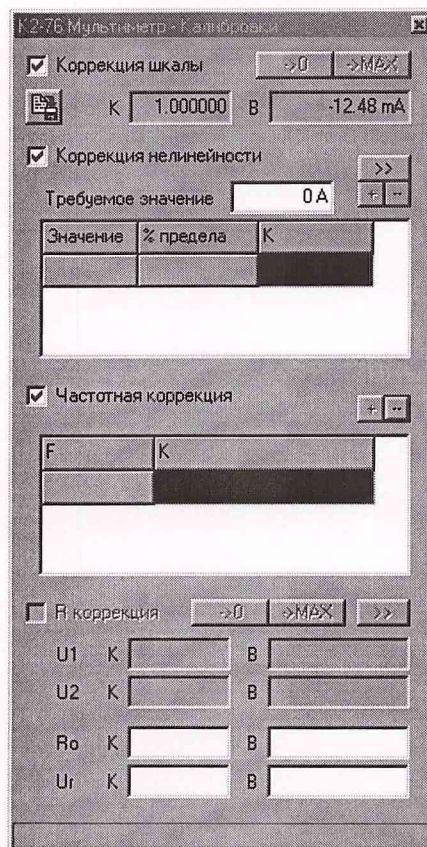 К2-76 Мультиметр - Калибровки
Коррекция шкалы ->0 ->MAX
K 1.000000 B -12.48 mA
Коррекция нелинейности
>>
Требуемое значение 0 A + --
Значение % предела K
Частотная коррекция + --
F K
R коррекция ->0 ->MAX >>
U1 K B
U2 K B
Ro K B
Ur K B